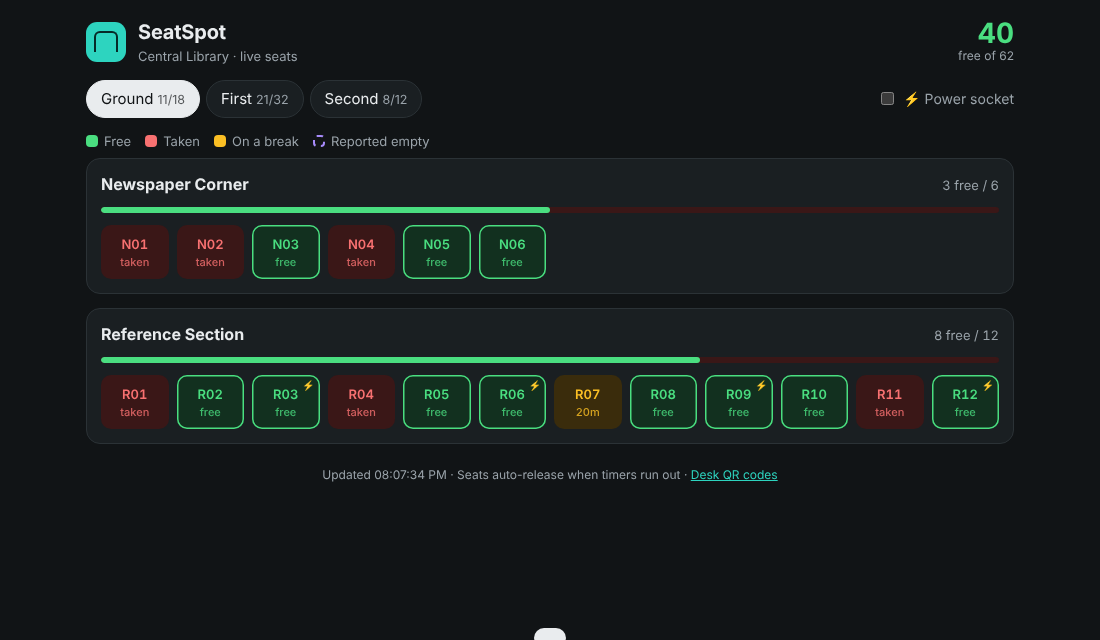 SeatSpot
Central Library · live seats
40
free of 62
Ground 11/18
First 21/32
Second 8/12
⚡ Power socket
Free
Taken
On a break
Reported empty
Newspaper Corner
3 free / 6
N01
taken
N02
taken
N03
free
N04
taken
N05
free
N06
free
Reference Section
8 free / 12
R01
taken
R02
free
R03 ⚡
free
R04
taken
R05
free
R06 ⚡
free
R07
20m
R08
free
R09 ⚡
free
R10
free
R11
taken
R12 ⚡
free
Updated 08:07:34 PM · Seats auto-release when timers run out · Desk QR codes